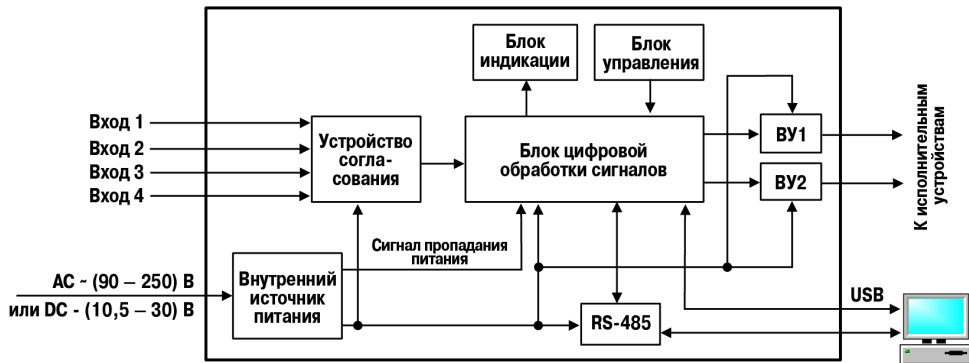 Блок
индикации
Блок
управления
Вход 1
Вход 2
Вход 3
Вход 4
Устройство
согла-
сования
Блок цифровой
обработки сигналов
ВУ1
ВУ2
К исполнительным
устройствам
Сигнал пропадания
питания
AC ~ (90 – 250) В
или DC - (10,5 – 30) В
Внутренний
источник
питания
RS-485
USB